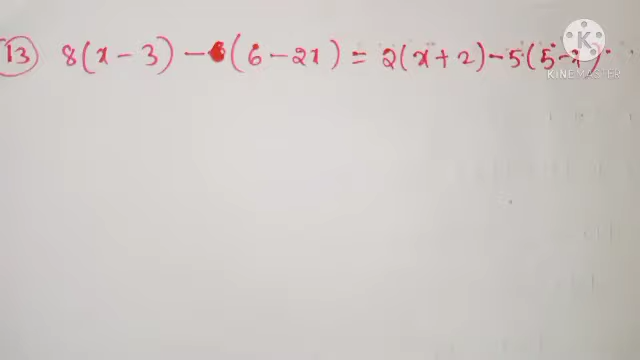 13) 8(x-3) - (6-2x) = 2(x+2) - 5(5-x)
KINEMASTER